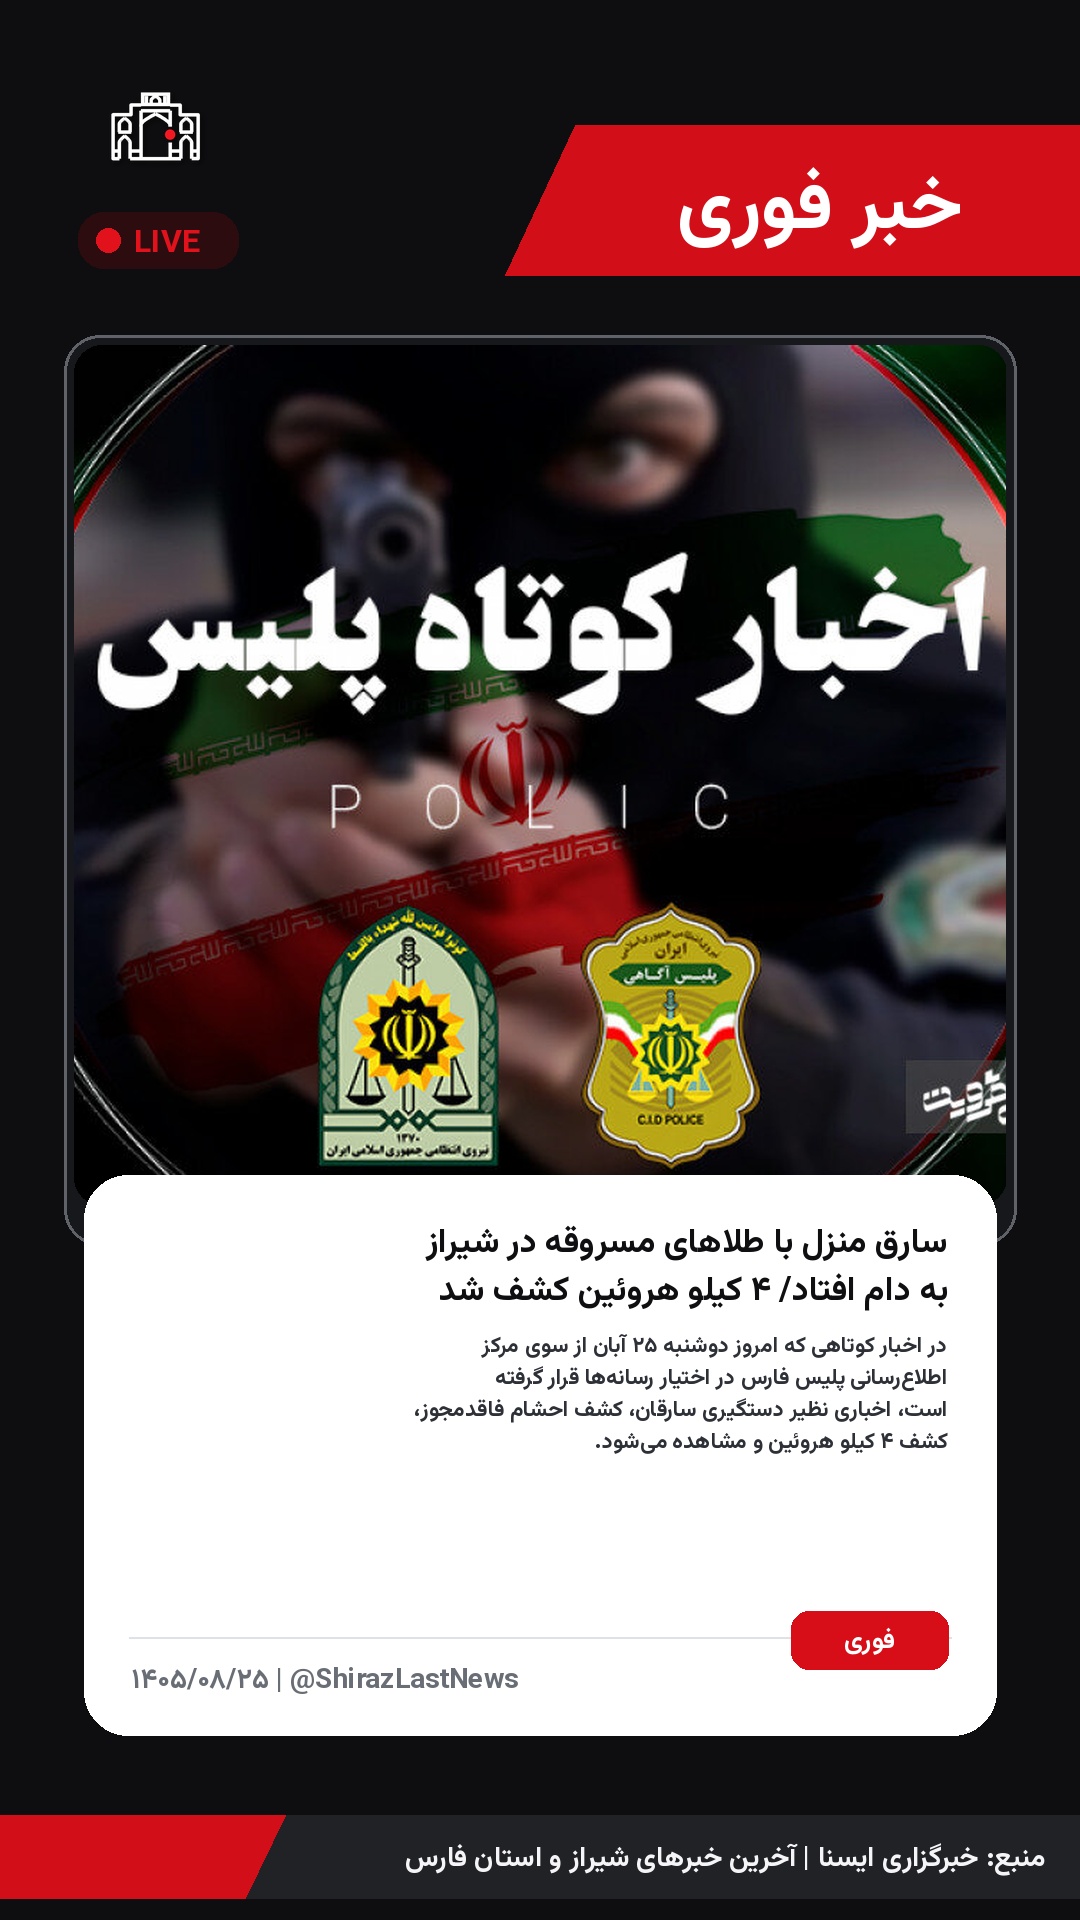 خبر فوری
LIVE
اخبار کوتاه پلیس
P O L I C
نیروی انتظامی جمهوری اسلامی
ایران
پلیس آگاهی
C.I.D POLICE
۱۳۷۰
نیروی انتظامی جمهوری اسلامی ایران
سارق منزل با طلاهای مسروقه در شیراز
به دام افتاد/ ۴ کیلو هروئین کشف شد
در اخبار کوتاهی که امروز دوشنبه ۲۵ آبان از سوی مرکز
اطلاع‌رسانی پلیس فارس در اختیار رسانه‌ها قرار گرفته
است، اخباری نظیر دستگیری سارقان، کشف احشام فاقدمجوز،
کشف ۴ کیلو هروئین و مشاهده می‌شود.
فوری
۱۴۰۵/۰۸/۲۵ | @ShirazLastNews
منبع: خبرگزاری ایسنا | آخرین خبرهای شیراز و استان فارس